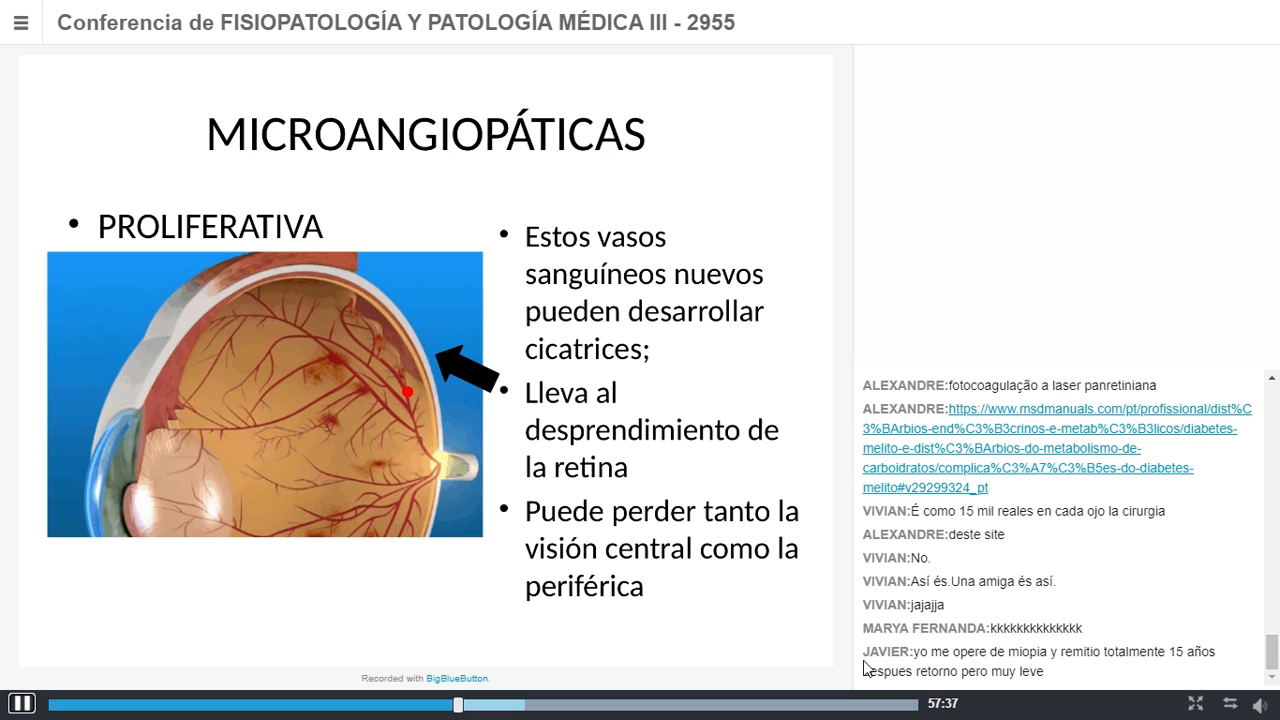 Conferencia de FISIOPATOLOGÍA Y PATOLOGÍA MÉDICA III - 2955
MICROANGIOPÁTICAS
• PROLIFERATIVA
• Estos vasos
sanguíneos nuevos
pueden desarrollar
cicatrices;
• Lleva al
desprendimiento de
la retina
• Puede perder tanto la
visión central como la
periférica
Recorded with BigBlueButton.
ALEXANDRE:fotocoagulação a laser panretiniana
ALEXANDRE:https://www.msdmanuals.com/pt/profissional/dist%C
3%BArbios-end%C3%B3crinos-e-metab%C3%B3licos/diabetes-
melito-e-dist%C3%BArbios-do-metabolismo-de-
carboidratos/complica%C3%A7%C3%B5es-do-diabetes-
melito#v29299324_pt
VIVIAN:É como 15 mil reales en cada ojo la cirurgia
ALEXANDRE:deste site
VIVIAN:No.
VIVIAN:Así és.Una amiga és así.
VIVIAN:jajajja
MARYA FERNANDA:kkkkkkkkkkkkkk
JAVIER:yo me opere de miopia y remitio totalmente 15 años
despues retorno pero muy leve
57:37